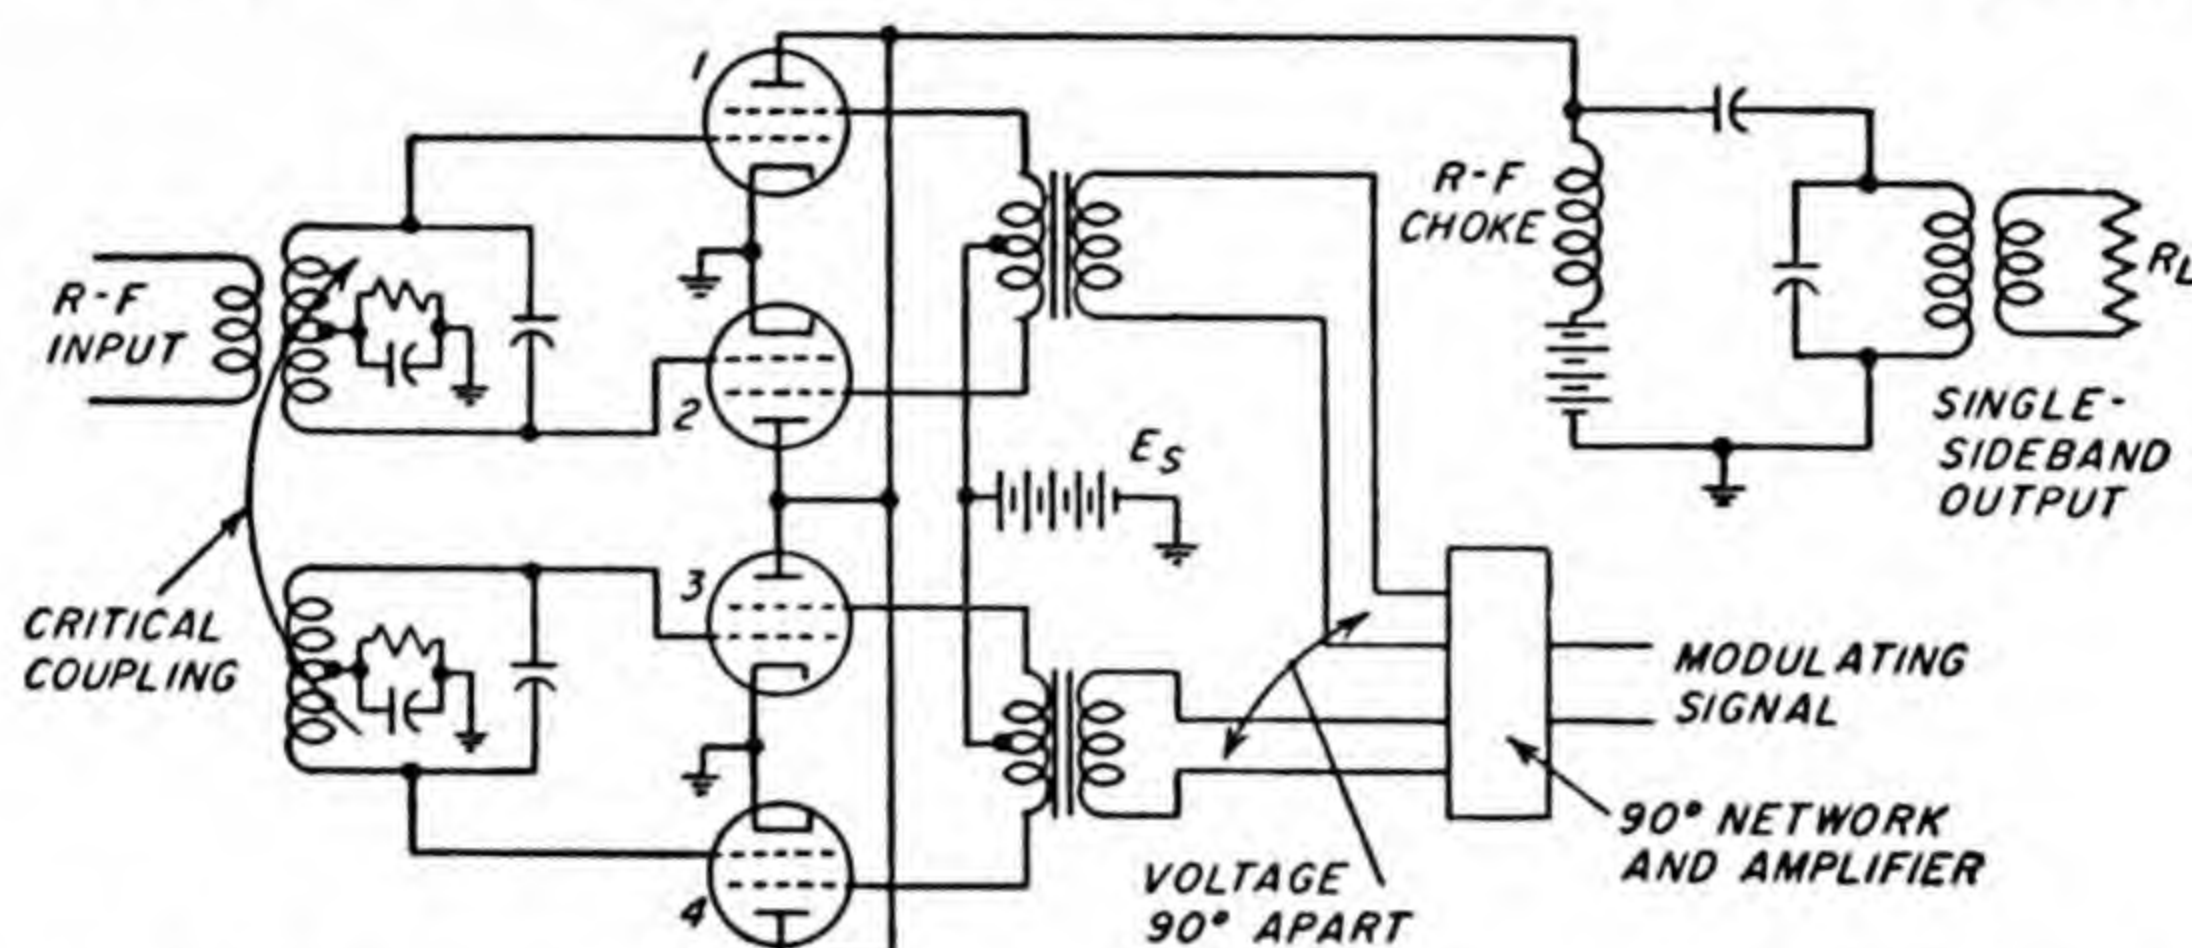 1
R-F
INPUT
2
R-F
CHOKE
RL
ES
SINGLE-
SIDEBAND
OUTPUT
3
CRITICAL
COUPLING
MODULATING
SIGNAL
4
VOLTAGE
90° APART
90° NETWORK
AND AMPLIFIER